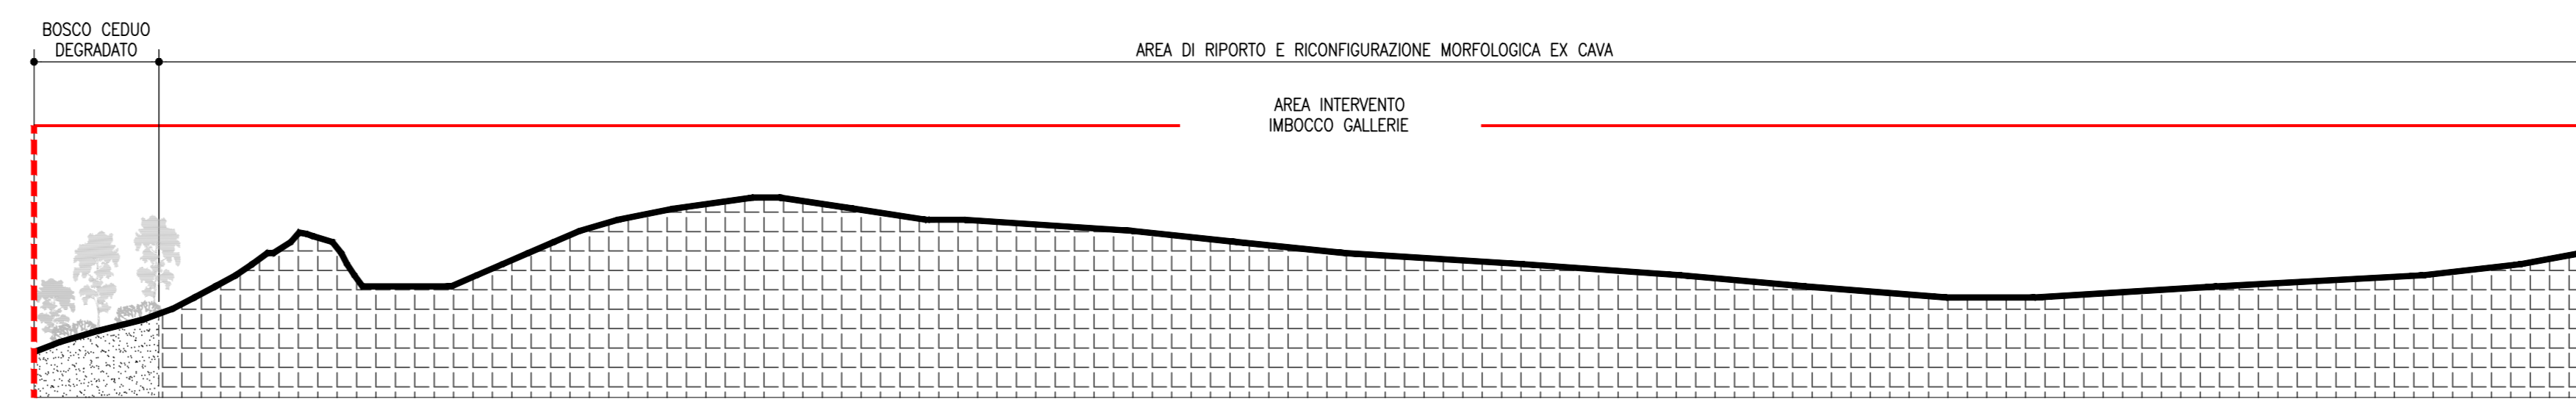 BOSCO CEDUO
DEGRADATO
AREA DI RIPORTO E RICONFIGURAZIONE MORFOLOGICA EX CAVA
AREA INTERVENTO
IMBOCCO GALLERIE